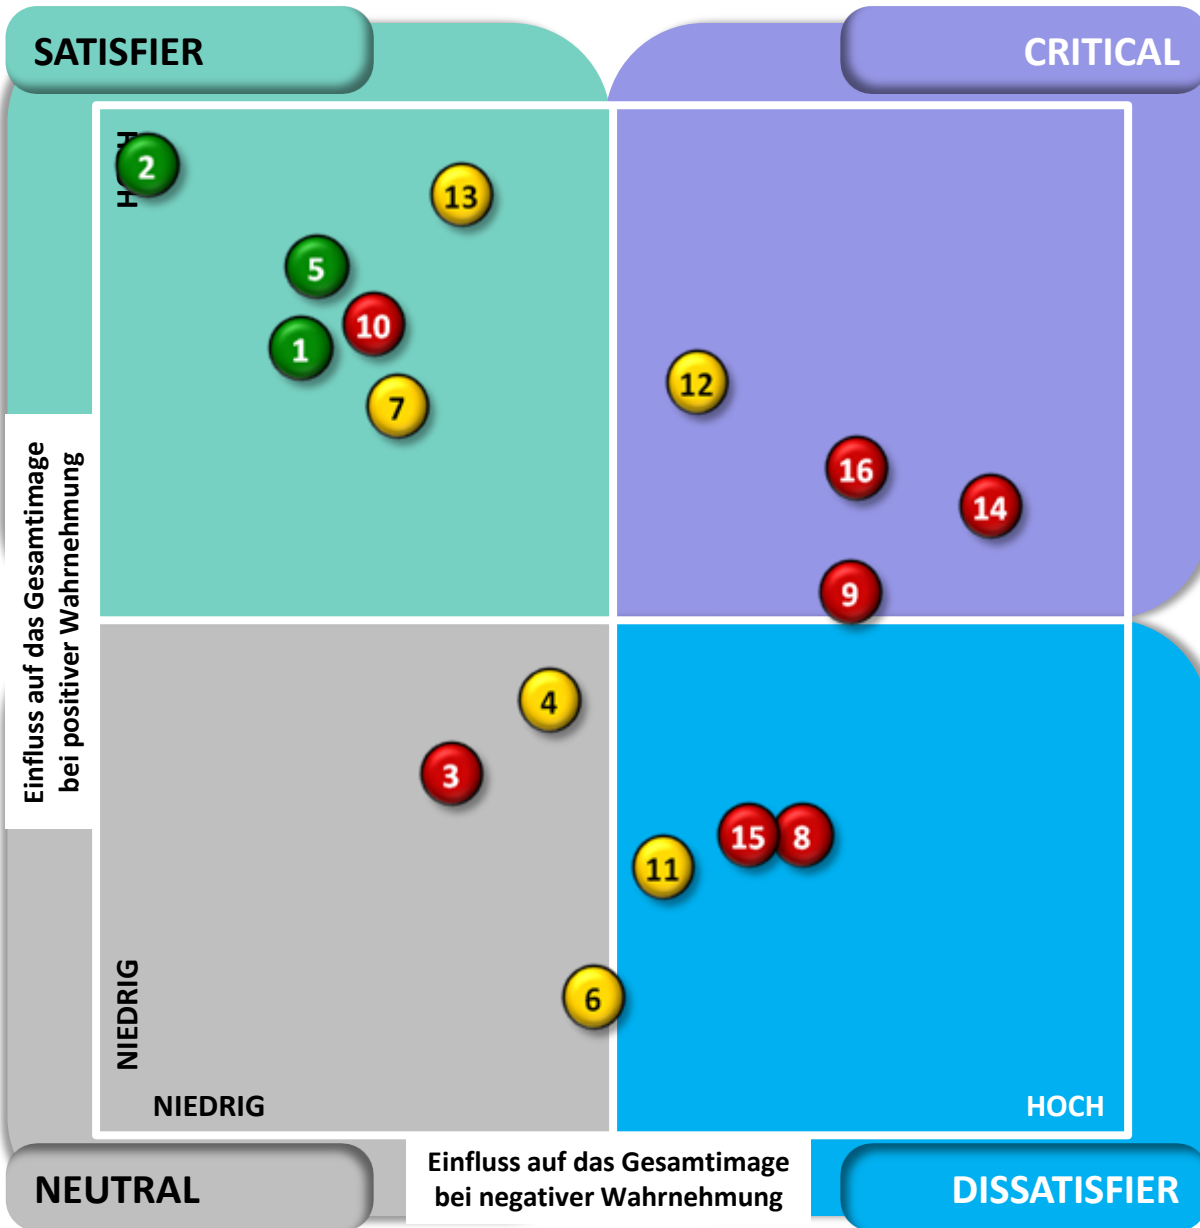 SATISFIER
CRITICAL
2
13
5
10
1
7
12
16
14
9
Einfluss auf das Gesamtimage
bei positiver Wahrnehmung
4
3
15
8
11
6
NIEDRIG
NIEDRIG
HOCH
NEUTRAL
Einfluss auf das Gesamtimage
bei negativer Wahrnehmung
DISSATISFIER